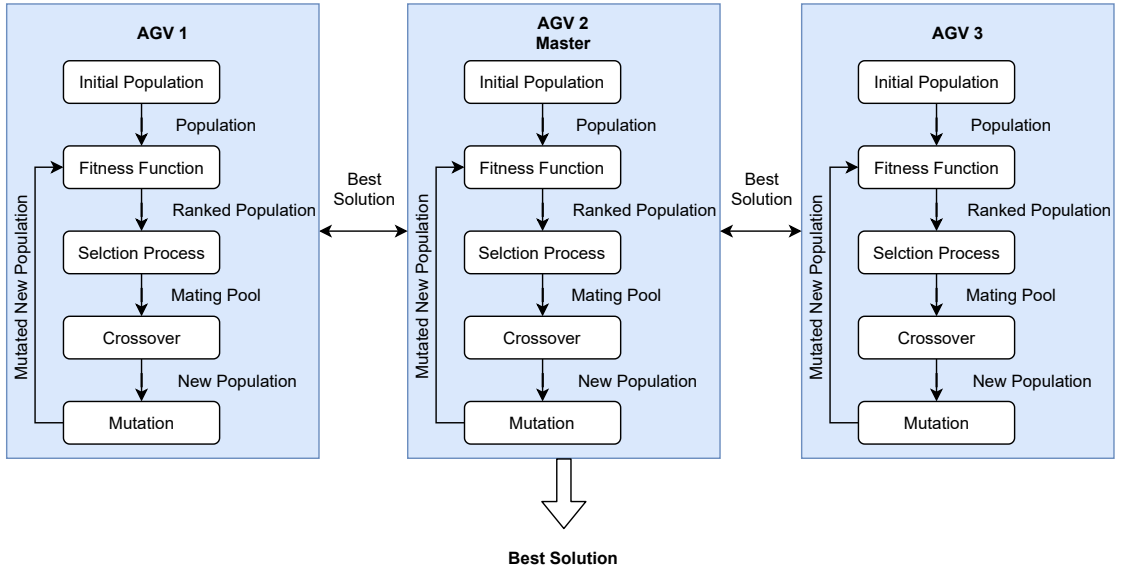 AGV 1
Initial Population
Population
Fitness Function
Ranked Population
Selction Process
Mating Pool
Crossover
New Population
Mutation
Mutated New Population
Best
Solution
AGV 2
Master
Initial Population
Population
Fitness Function
Ranked Population
Selction Process
Mating Pool
Crossover
New Population
Mutation
Mutated New Population
Best
Solution
AGV 3
Initial Population
Population
Fitness Function
Ranked Population
Selction Process
Mating Pool
Crossover
New Population
Mutation
Mutated New Population
Best Solution